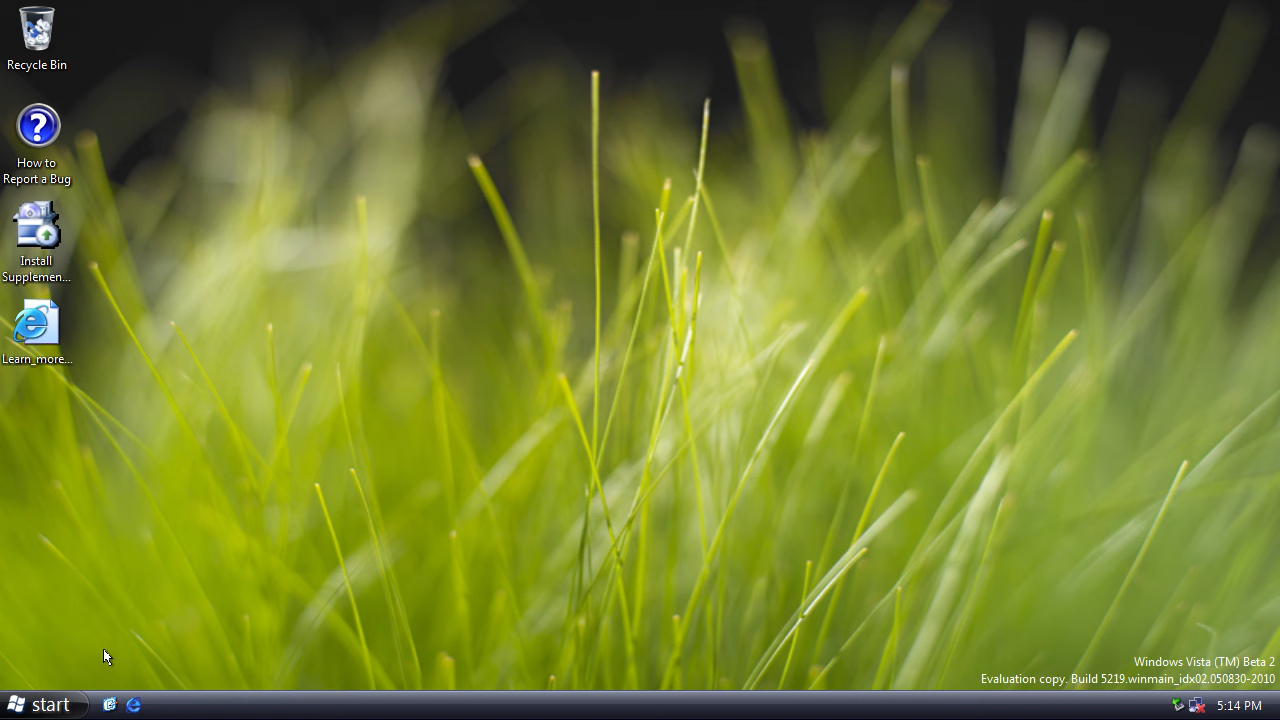 Recycle Bin
How to
Report a Bug
Install
Supplemen...
Learn_more...
Windows Vista (TM) Beta 2
Evaluation copy. Build 5219.winmain_idx02.050830-2010
start
5:14 PM